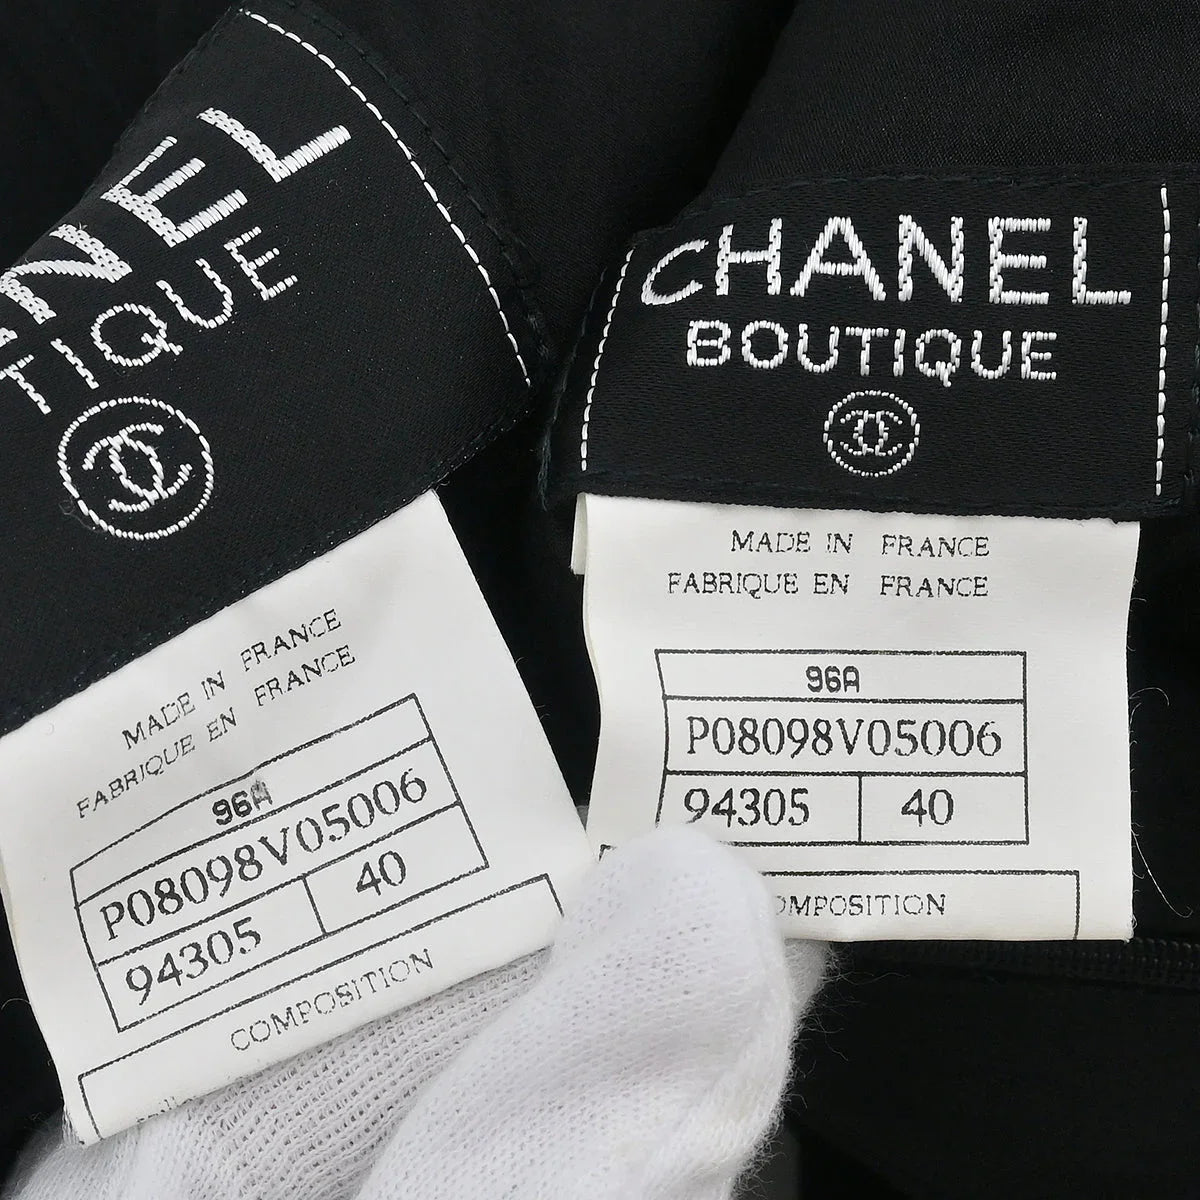 NEL
TIQUE
MADE IN FRANCE
FABRIQUE EN FRANCE
96A
P08098V05006
94305 40
COMPOSITION
CHANEL
BOUTIQUE
MADE IN FRANCE
FABRIQUE EN FRANCE
96A
P08098V05006
94305 40
OMPOSITION